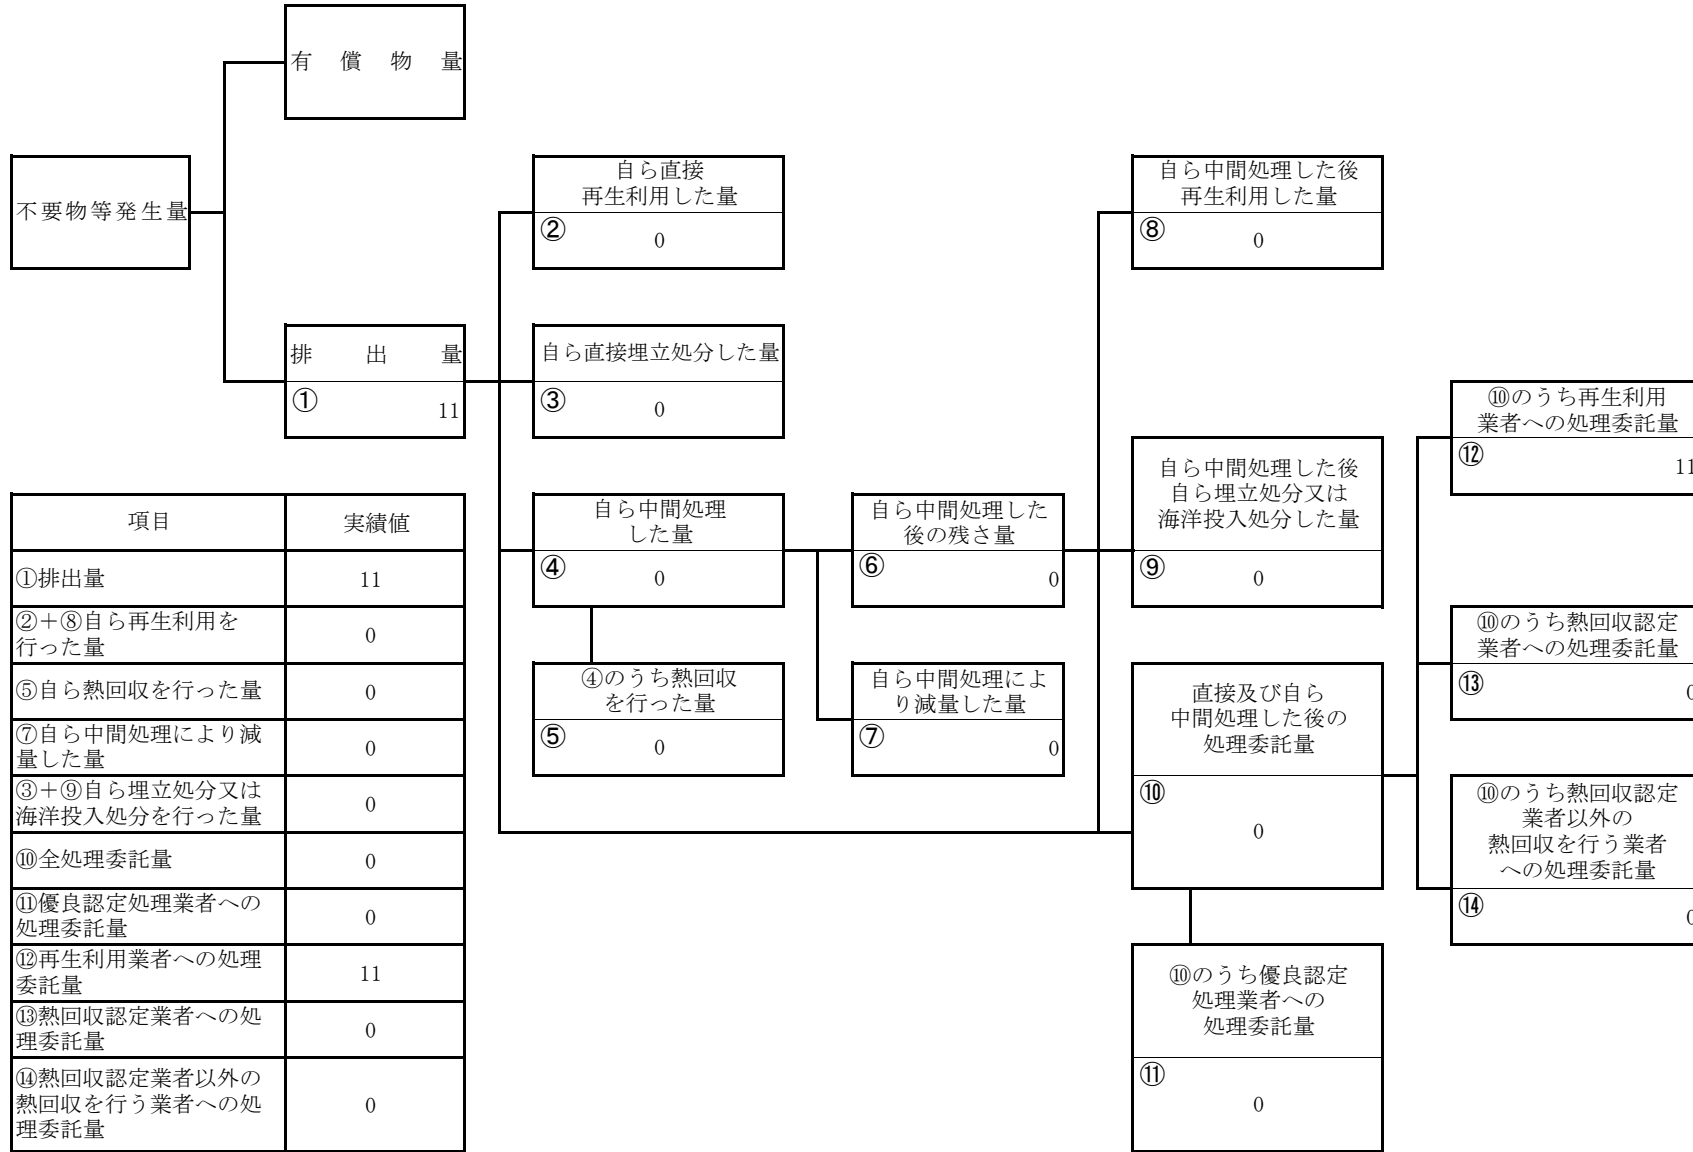 有償物量
不要物等発生量
自ら直接
再生利用した量
②
0
自ら中間処理した後
再生利用した量
⑧
0
排出量
①
11
自ら直接埋立処分した量
③
0
⑩のうち再生利用
業者への処理委託量
⑫
11
自ら中間処理
した量
④
0
自ら中間処理した
後の残さ量
⑥
0
自ら中間処理した後
自ら埋立処分又は
海洋投入処分した量
⑨
0
⑩のうち熱回収認定
業者への処理委託量
⑬
0
④のうち熱回収
を行った量
⑤
0
自ら中間処理によ
り減量した量
⑦
0
直接及び自ら
中間処理した後の
処理委託量
⑩
0
⑩のうち熱回収認定
業者以外の
熱回収を行う業者
への処理委託量
⑭
0
⑩のうち優良認定
処理業者への
処理委託量
⑪
0
項目 実績値
①排出量 11
②＋⑧自ら再生利用を
行った量 0
⑤自ら熱回収を行った量 0
⑦自ら中間処理により減
量した量 0
③＋⑨自ら埋立処分又は
海洋投入処分を行った量 0
⑩全処理委託量 0
⑪優良認定処理業者への
処理委託量 0
⑫再生利用業者への処理
委託量 11
⑬熱回収認定業者への処
理委託量 0
⑭熱回収認定業者以外の
熱回収を行う業者への処
理委託量 0